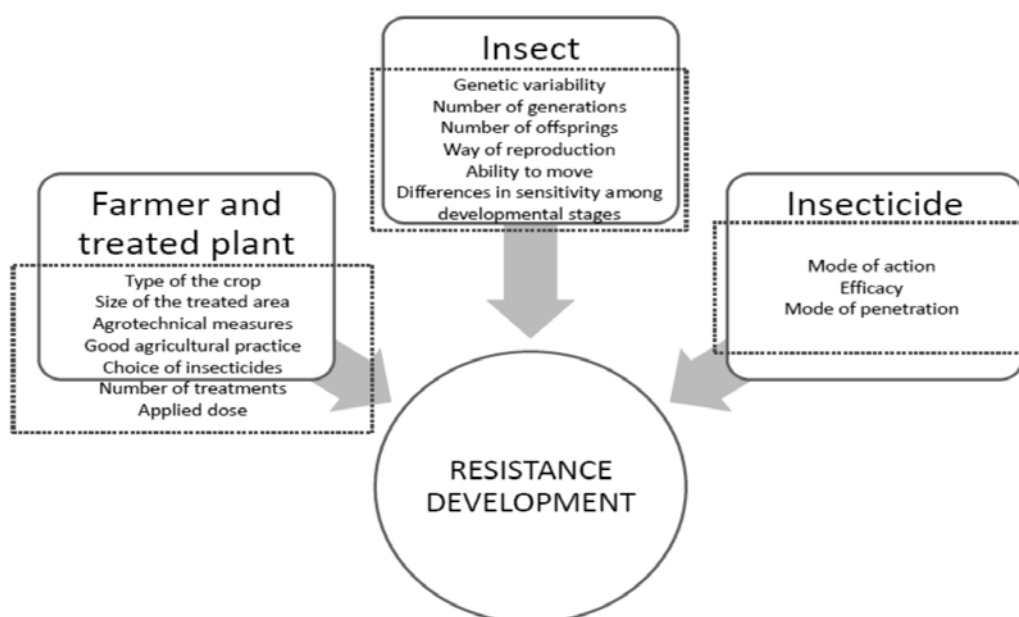 Insect
Genetic variability
Number of generations
Number of offsprings
Way of reproduction
Ability to move
Differences in sensitivity among
developmental stages
Farmer and
treated plant
Type of the crop
Size of the treated area
Agrotechnical measures
Good agricultural practice
Choice of insecticides
Number of treatments
Applied dose
Insecticide
Mode of action
Efficacy
Mode of penetration
RESISTANCE
DEVELOPMENT